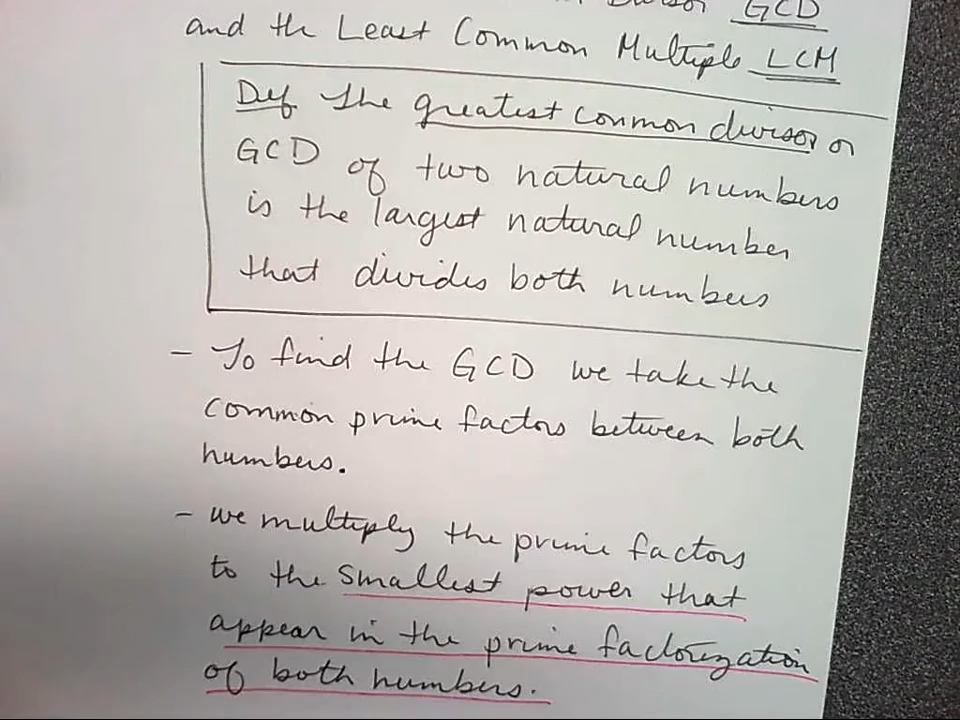 Divisor GCD
and the Least Common Multiple LCM
Def The greatest common divisor or
GCD of two natural numbers
is the largest natural number
that divides both numbers
- To find the GCD we take the
common prime factors between both
numbers.
- we multiply the prime factors
to the smallest power that
appear in the prime factorization
of both numbers.